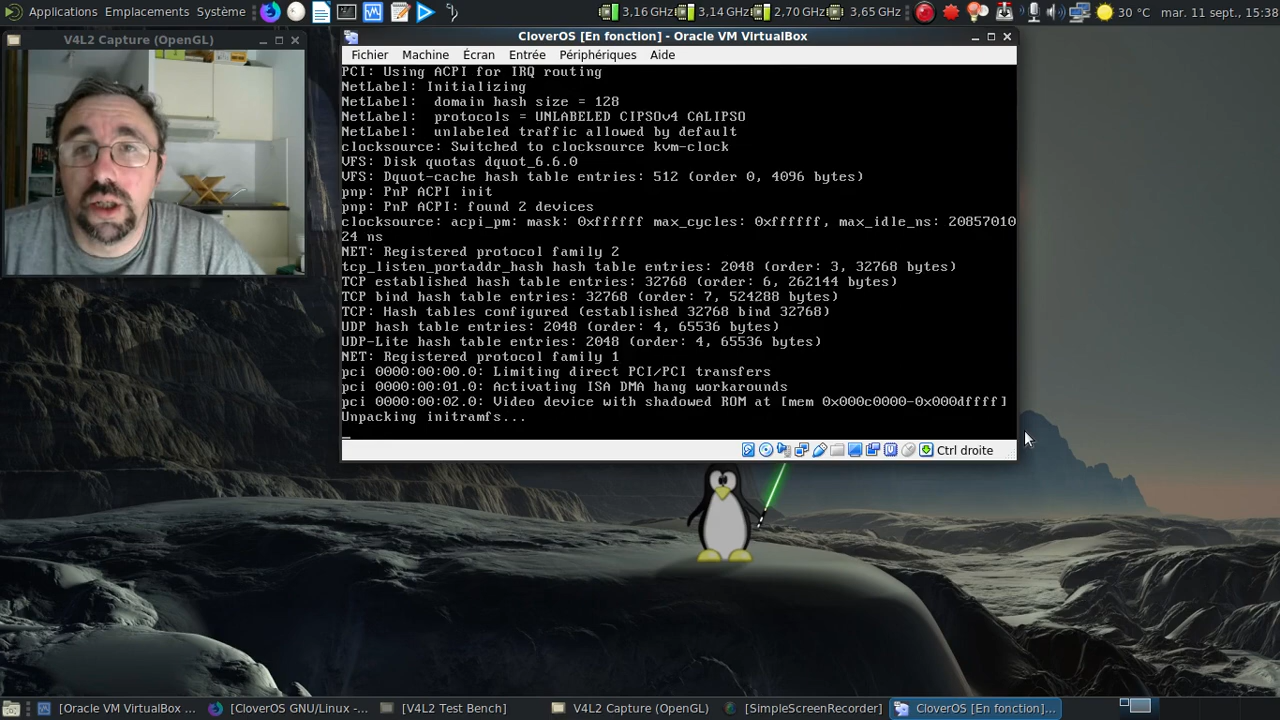 Applications Emplacements Système
3,16 GHz 3,14 GHz 2,70 GHz 3,65 GHz 30 °C mar. 11 sept., 15:38
V4L2 Capture (OpenGL)
CloverOS [En fonction] - Oracle VM VirtualBox
Fichier Machine Écran Entrée Périphériques Aide
PCI: Using ACPI for IRQ routing
NetLabel: Initializing
NetLabel:  domain hash size = 128
NetLabel:  protocols = UNLABELED CIPSOv4 CALIPSO
NetLabel:  unlabeled traffic allowed by default
clocksource: Switched to clocksource kvm-clock
VFS: Disk quotas dquot_6.6.0
VFS: Dquot-cache hash table entries: 512 (order 0, 4096 bytes)
pnp: PnP ACPI init
pnp: PnP ACPI: found 2 devices
clocksource: acpi_pm: mask: 0xffffff max_cycles: 0xffffff, max_idle_ns: 20857010
24 ns
NET: Registered protocol family 2
tcp_listen_portaddr_hash hash table entries: 2048 (order: 3, 32768 bytes)
TCP established hash table entries: 32768 (order: 6, 262144 bytes)
TCP bind hash table entries: 32768 (order: 7, 524288 bytes)
TCP: Hash tables configured (established 32768 bind 32768)
UDP hash table entries: 2048 (order: 4, 65536 bytes)
UDP-Lite hash table entries: 2048 (order: 4, 65536 bytes)
NET: Registered protocol family 1
pci 0000:00:00.0: Limiting direct PCI/PCI transfers
pci 0000:00:01.0: Activating ISA DMA hang workarounds
pci 0000:00:02.0: Video device with shadowed ROM at [mem 0x000c0000-0x000dffff]
Unpacking initramfs...
Ctrl droite
[Oracle VM VirtualBox ... [CloverOS GNU/Linux -... [V4L2 Test Bench] V4L2 Capture (OpenGL) [SimpleScreenRecorder] CloverOS [En fonction]...